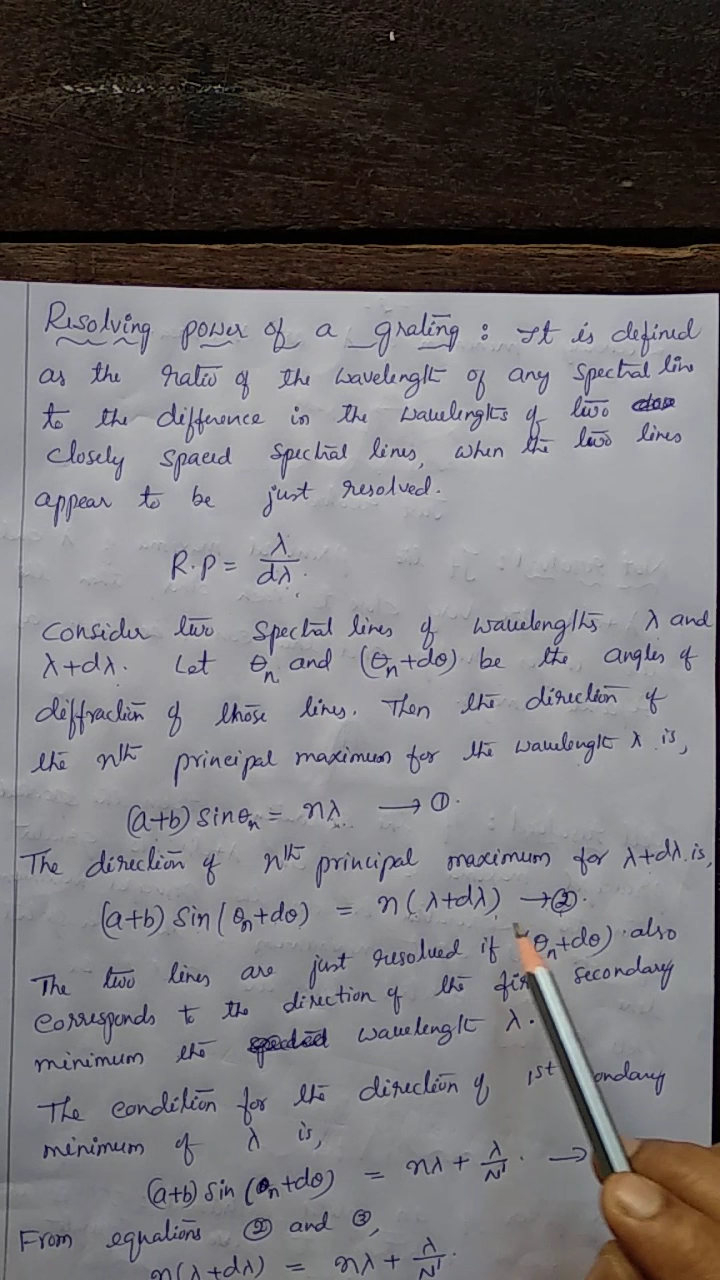 Resolving power of a grating : It is defined
as the ratio of the wavelength of any spectral line
to the difference in the wavelengths of two
closely spaced spectral lines, when the two lines
appear to be just resolved.
R.P = λ/dλ.
Consider two spectral lines of wavelengths λ and
λ+dλ. Let θₙ and (θₙ+dθ) be the angles of
diffraction of those lines. Then the direction of
the nth principal maximum for the wavelength λ is,
(a+b) sinθₙ = nλ. → ①.
The direction of nth principal maximum for λ+dλ is,
(a+b) sin(θₙ+dθ) = n(λ+dλ) → ②.
The two lines are just resolved if θₙ+dθ) also
corresponds to the direction of the secondary
minimum the wavelength λ.
The condition for the direction of 1st
minimum of λ is,
(a+b) sin(θₙ+dθ) = nλ + λ/N'. →
From equations ② and ③,
n(λ+dλ) = nλ + λ/N'.